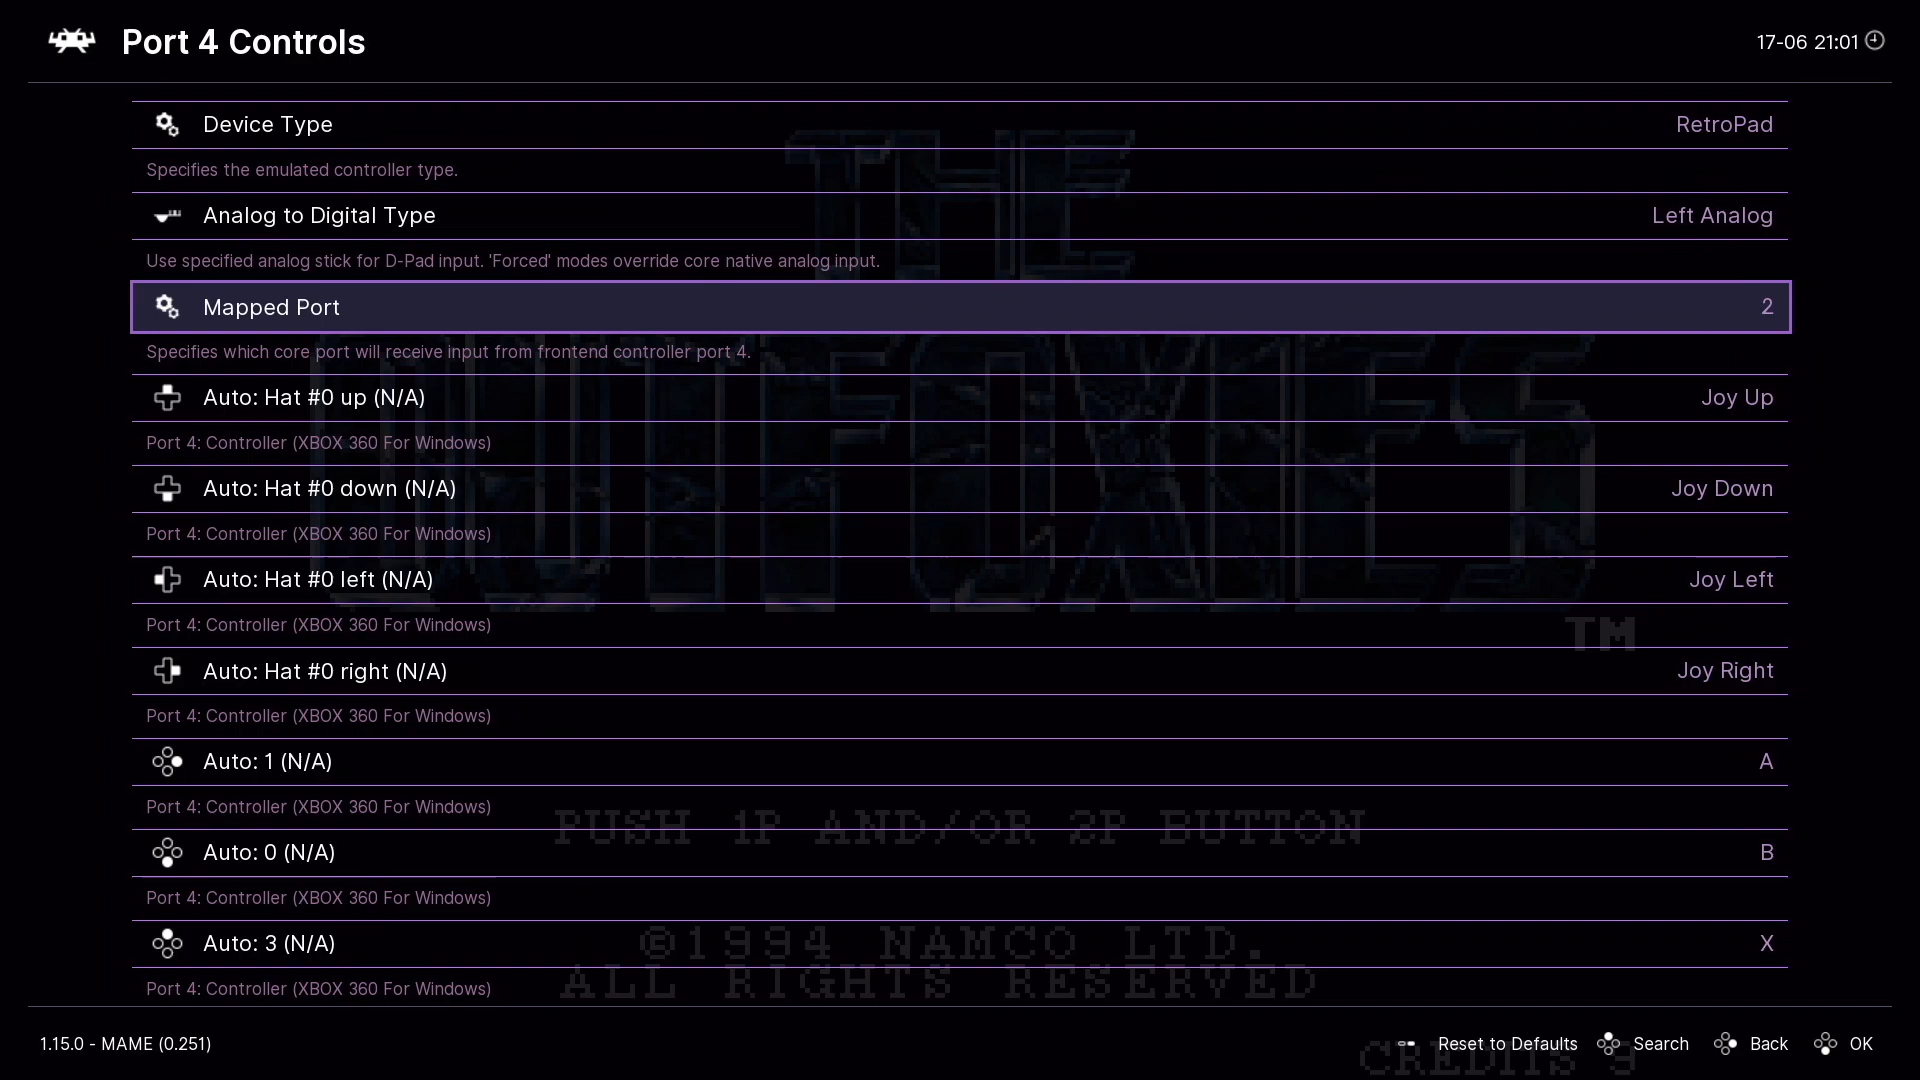 Port 4 Controls
17-06 21:01
Device Type RetroPad
Specifies the emulated controller type.
Analog to Digital Type Left Analog
Use specified analog stick for D-Pad input. 'Forced' modes override core native analog input.
Mapped Port 2
Specifies which core port will receive input from frontend controller port 4.
Auto: Hat #0 up (N/A) Joy Up
Port 4: Controller (XBOX 360 For Windows)
Auto: Hat #0 down (N/A) Joy Down
Port 4: Controller (XBOX 360 For Windows)
Auto: Hat #0 left (N/A) Joy Left
Port 4: Controller (XBOX 360 For Windows)
Auto: Hat #0 right (N/A) Joy Right
Port 4: Controller (XBOX 360 For Windows)
Auto: 1 (N/A) A
Port 4: Controller (XBOX 360 For Windows)
Auto: 0 (N/A) B
Port 4: Controller (XBOX 360 For Windows)
Auto: 3 (N/A) X
Port 4: Controller (XBOX 360 For Windows)
1.15.0 - MAME (0.251)
Reset to Defaults Search Back OK
THE
OUTFOXIES
TM
PUSH 1P AND/OR 2P BUTTON
©1994 NAMCO LTD.
ALL RIGHTS RESERVED
CREDITS 9